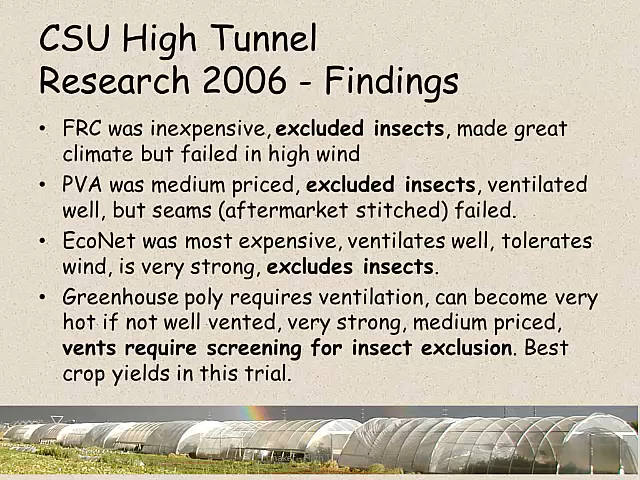 CSU High Tunnel
Research 2006 - Findings
• FRC was inexpensive, excluded insects, made great
climate but failed in high wind
• PVA was medium priced, excluded insects, ventilated
well, but seams (aftermarket stitched) failed.
• EcoNet was most expensive, ventilates well, tolerates
wind, is very strong, excludes insects.
• Greenhouse poly requires ventilation, can become very
hot if not well vented, very strong, medium priced,
vents require screening for insect exclusion. Best
crop yields in this trial.